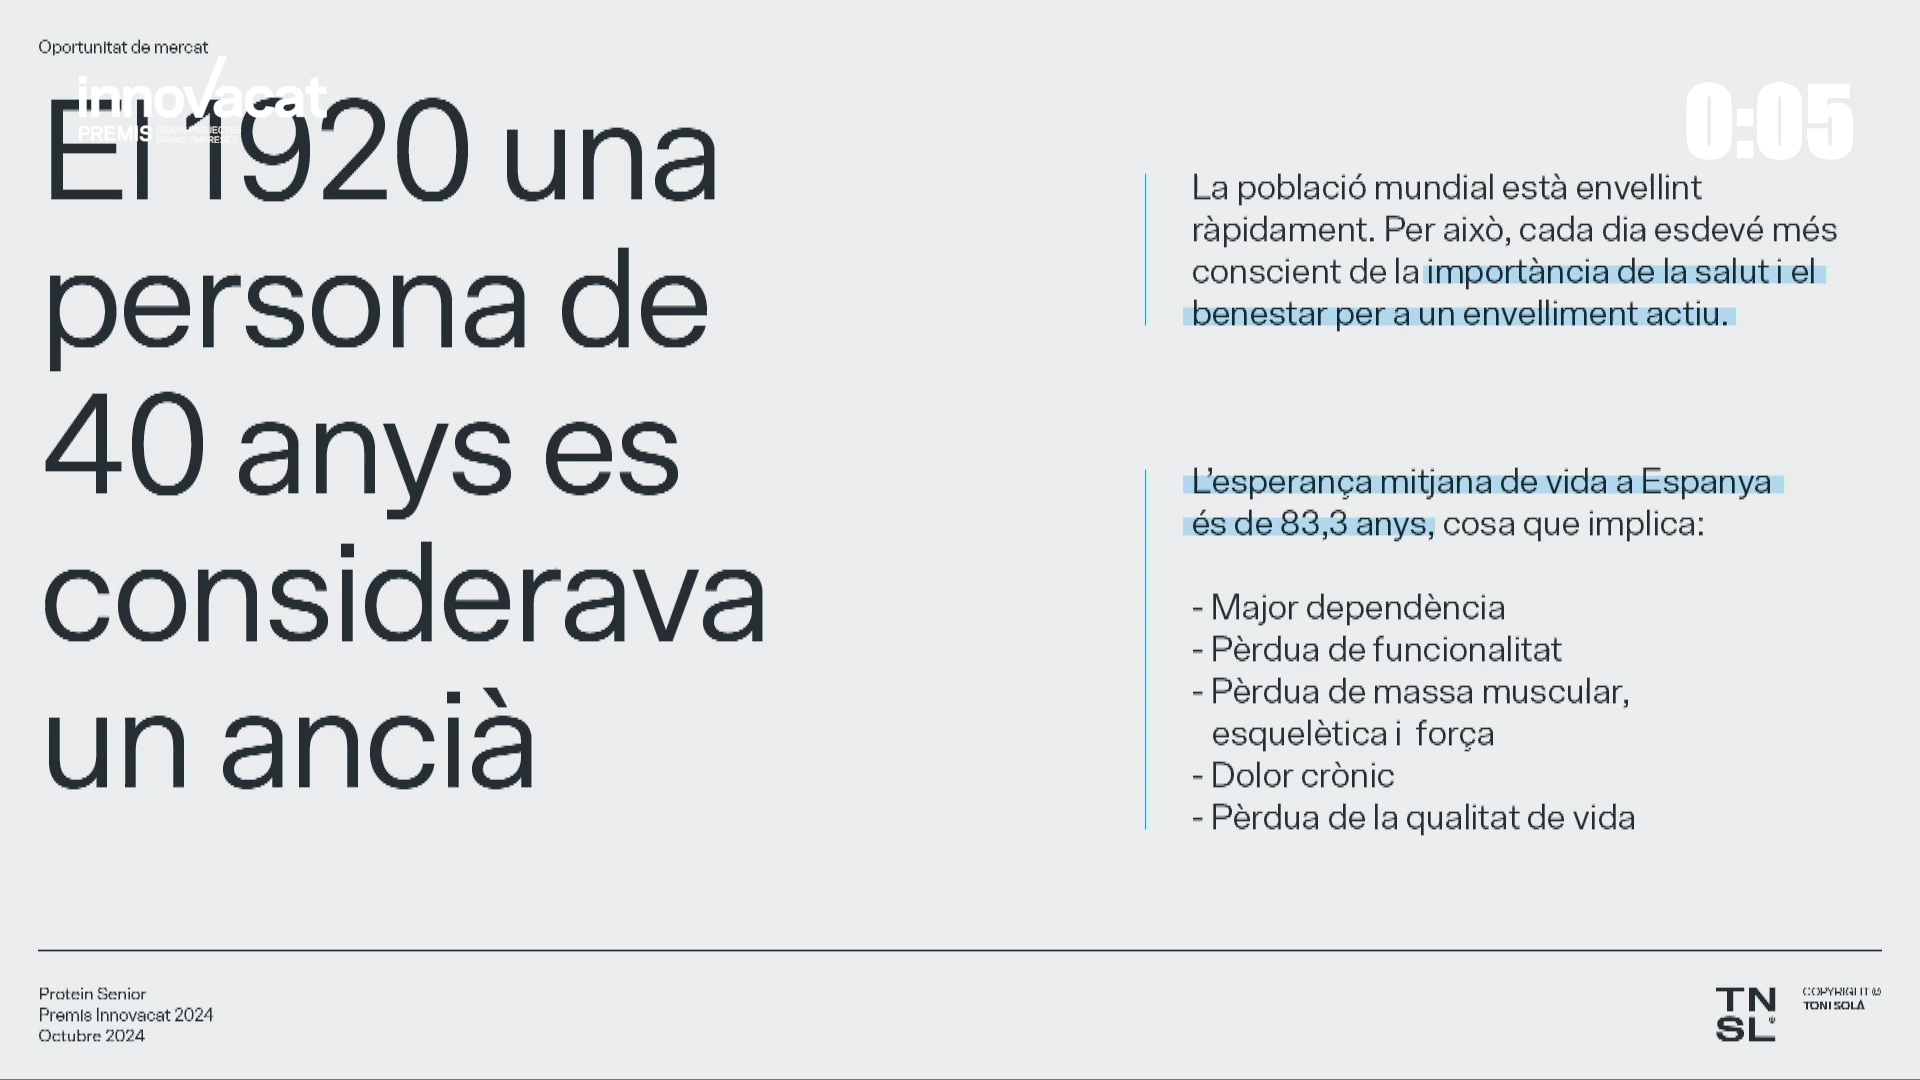 Oportunitat de mercat
innovacat
PREMIS GRANS PROJECTES
GRANS EMPRESES
0:05
El 1920 una
persona de
40 anys es
considerava
un ancià
La població mundial està envellint
ràpidament. Per això, cada dia esdevé més
conscient de la importància de la salut i el
benestar per a un envelliment actiu.
L’esperança mitjana de vida a Espanya
és de 83,3 anys, cosa que implica:
- Major dependència
- Pèrdua de funcionalitat
- Pèrdua de massa muscular,
esquelètica i força
- Dolor crònic
- Pèrdua de la qualitat de vida
Protein Senior
Premis Innovacat 2024
Octubre 2024
TN
SL
COPYRIGHT ©
TONI SOLÀ